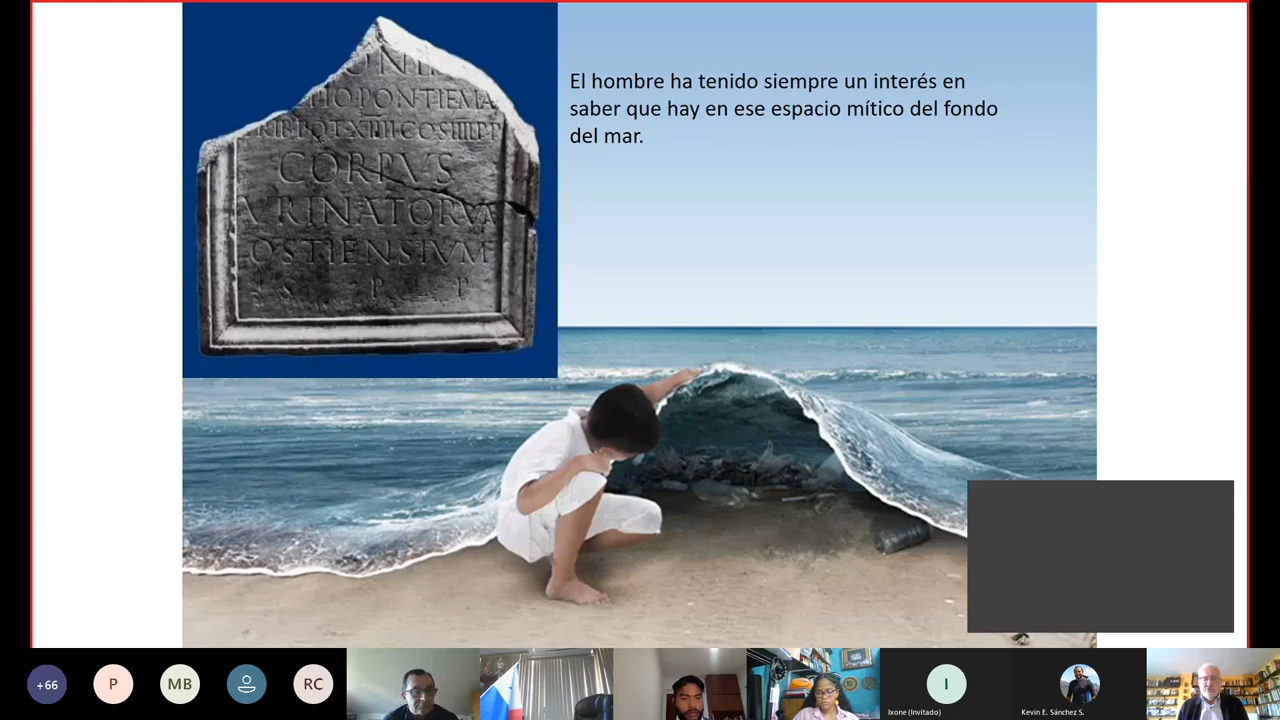 CORPVS
VRINATORVM
OSTIENSIVM
El hombre ha tenido siempre un interés en
saber que hay en ese espacio mítico del fondo
del mar.
+66
P
MB
RC
I
Ixone (Invitado)
Kevin E. Sánchez S.